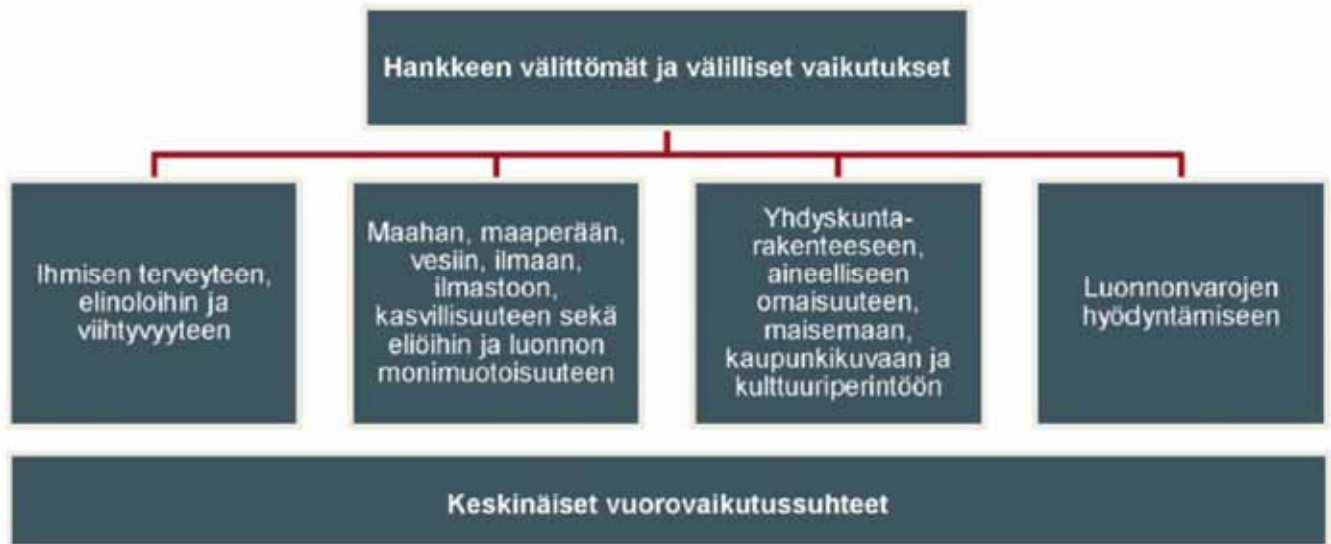 Hankkeen välittömät ja välilliset vaikutukset
Ihmisen terveyteen,
elinoloihin ja
viihtyvyyteen
Maahan, maaperään,
vesiin, ilmaan,
ilmastoon,
kasvillisuuteen sekä
eliöihin ja luonnon
monimuotoisuuteen
Yhdyskunta-
rakenteeseen,
aineelliseen
omaisuuteen,
maisemaan,
kaupunkikuvaan ja
kulttuuriperintöön
Luonnonvarojen
hyödyntämiseen
Keskinäiset vuorovaikutussuhteet